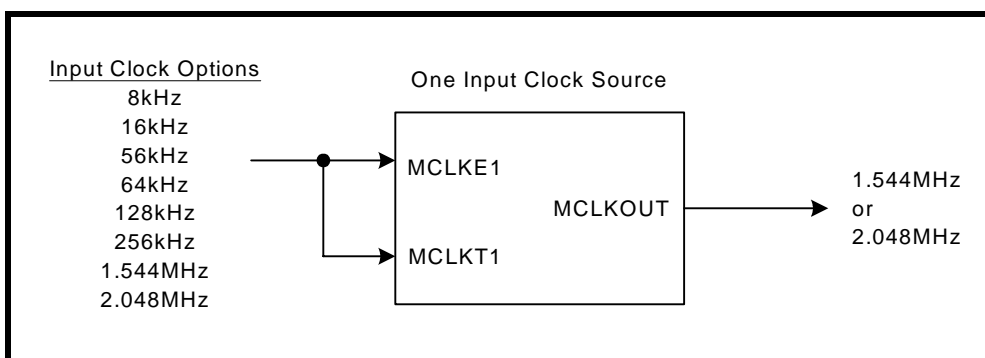 Input Clock Options
8kHz
16kHz
56kHz
64kHz
128kHz
256kHz
1.544MHz
2.048MHz
One Input Clock Source
MCLKE1
MCLKT1
MCLKOUT
1.544MHz
or
2.048MHz